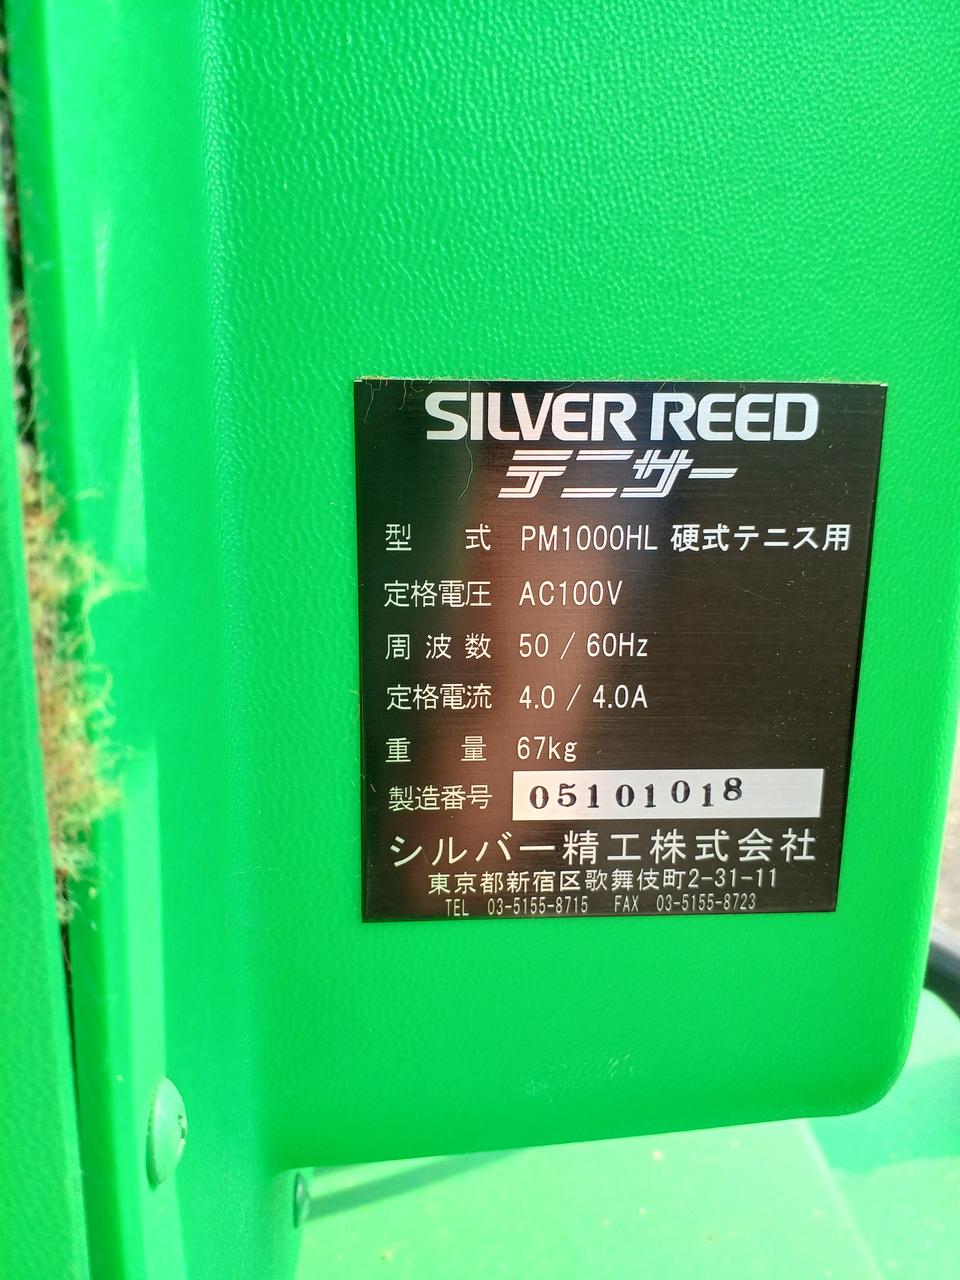 SILVER REED
テニサー
型式 PM1000HL 硬式テニス用
定格電圧 AC100V
周波数 50 / 60Hz
定格電流 4.0 / 4.0A
重量 67kg
製造番号 05101018
シルバー精工株式会社
東京都新宿区歌舞伎町2-31-11
TEL 03-5155-8715 FAX 03-5155-8723